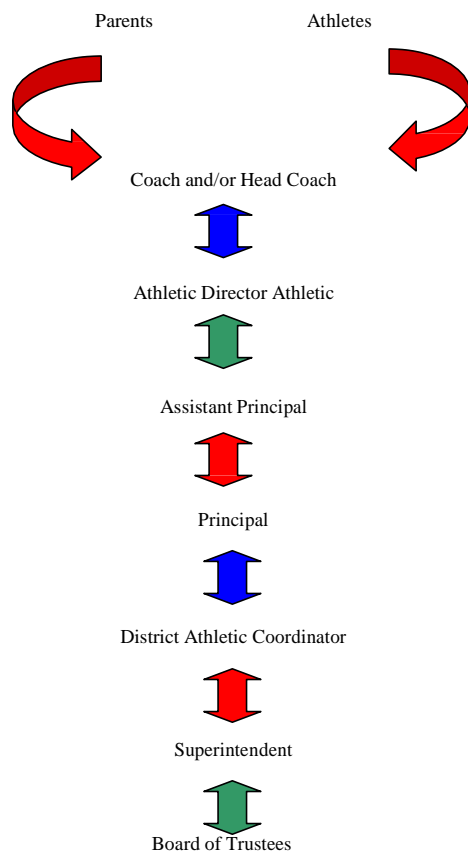 Parents Athletes
Coach and/or Head Coach
Athletic Director Athletic
Assistant Principal
Principal
District Athletic Coordinator
Superintendent
Board of Trustees